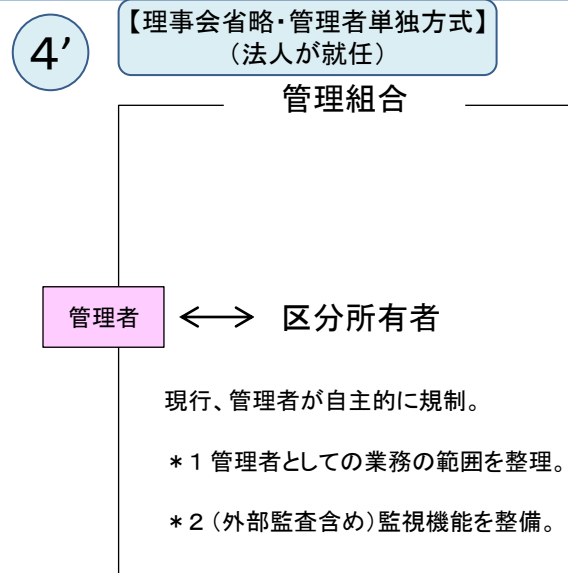 4’
【理事会省略・管理者単独方式】
（法人が就任）
管理組合
管理者
区分所有者
現行、管理者が自主的に規制。
＊１ 管理者としての業務の範囲を整理。
＊２（外部監査含め）監視機能を整備。